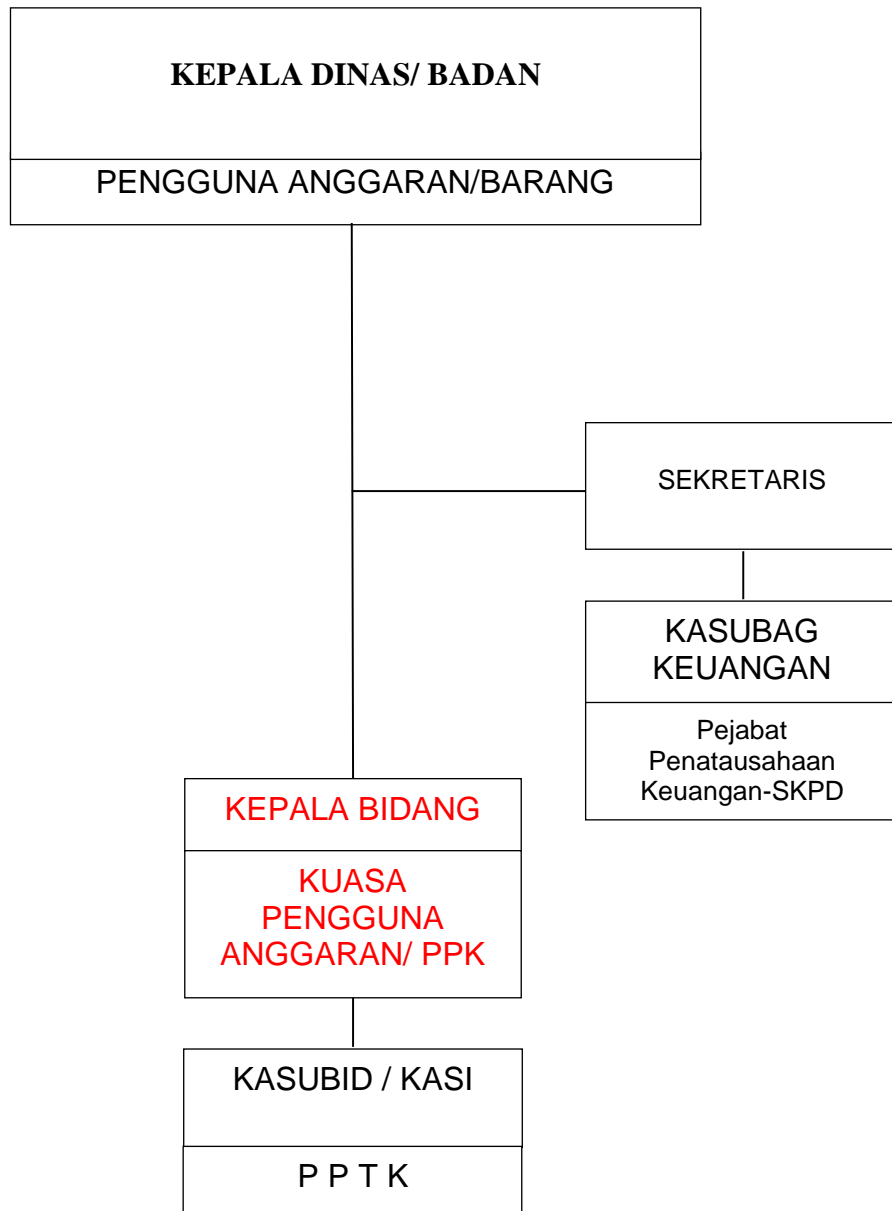 KEPALA DINAS/ BADAN
PENGGUNA ANGGARAN/BARANG
SEKRETARIS
KASUBAG
KEUANGAN
Pejabat
Penatausahaan
Keuangan-SKPD
KEPALA BIDANG
KUASA
PENGGUNA
ANGGARAN/ PPK
KASUBID / KASI
P P T K